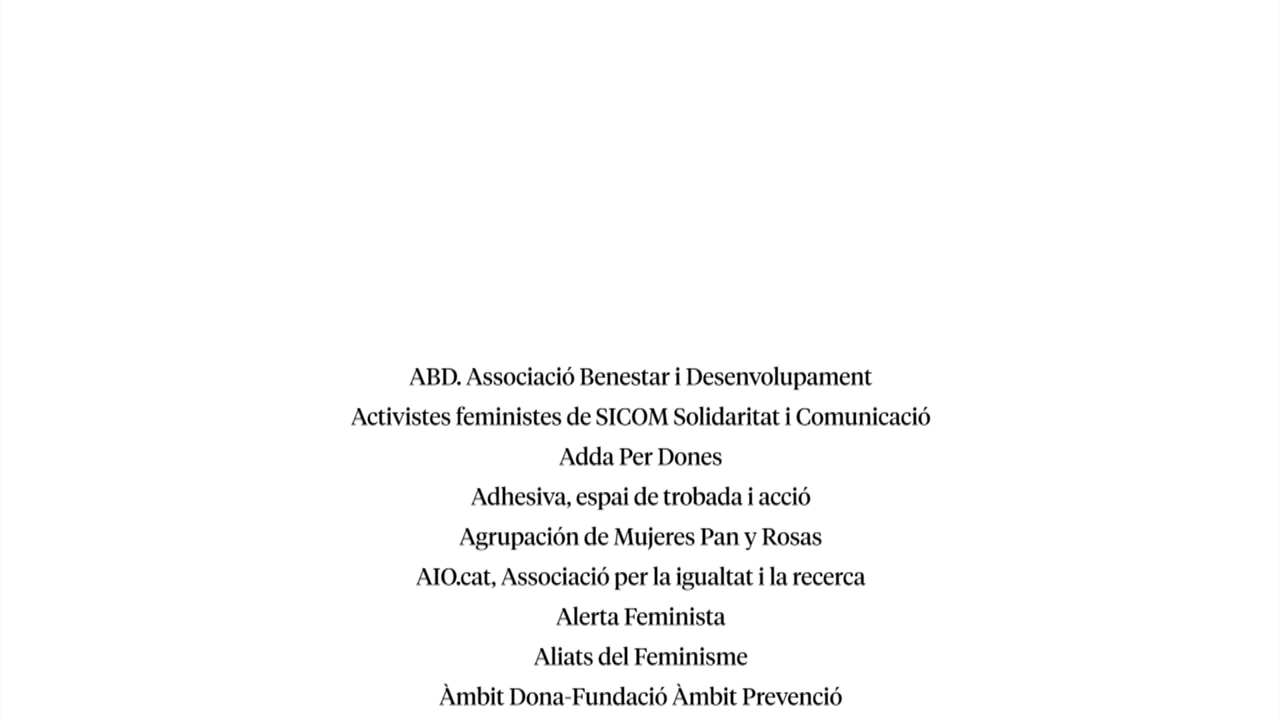 ABD. Associació Benestar i Desenvolupament
Activistes feministes de SICOM Solidaritat i Comunicació
Adda Per Dones
Adhesiva, espai de trobada i acció
Agrupación de Mujeres Pan y Rosas
AIO.cat, Associació per la igualtat i la recerca
Alerta Feminista
Aliats del Feminisme
Àmbit Dona-Fundació Àmbit Prevenció